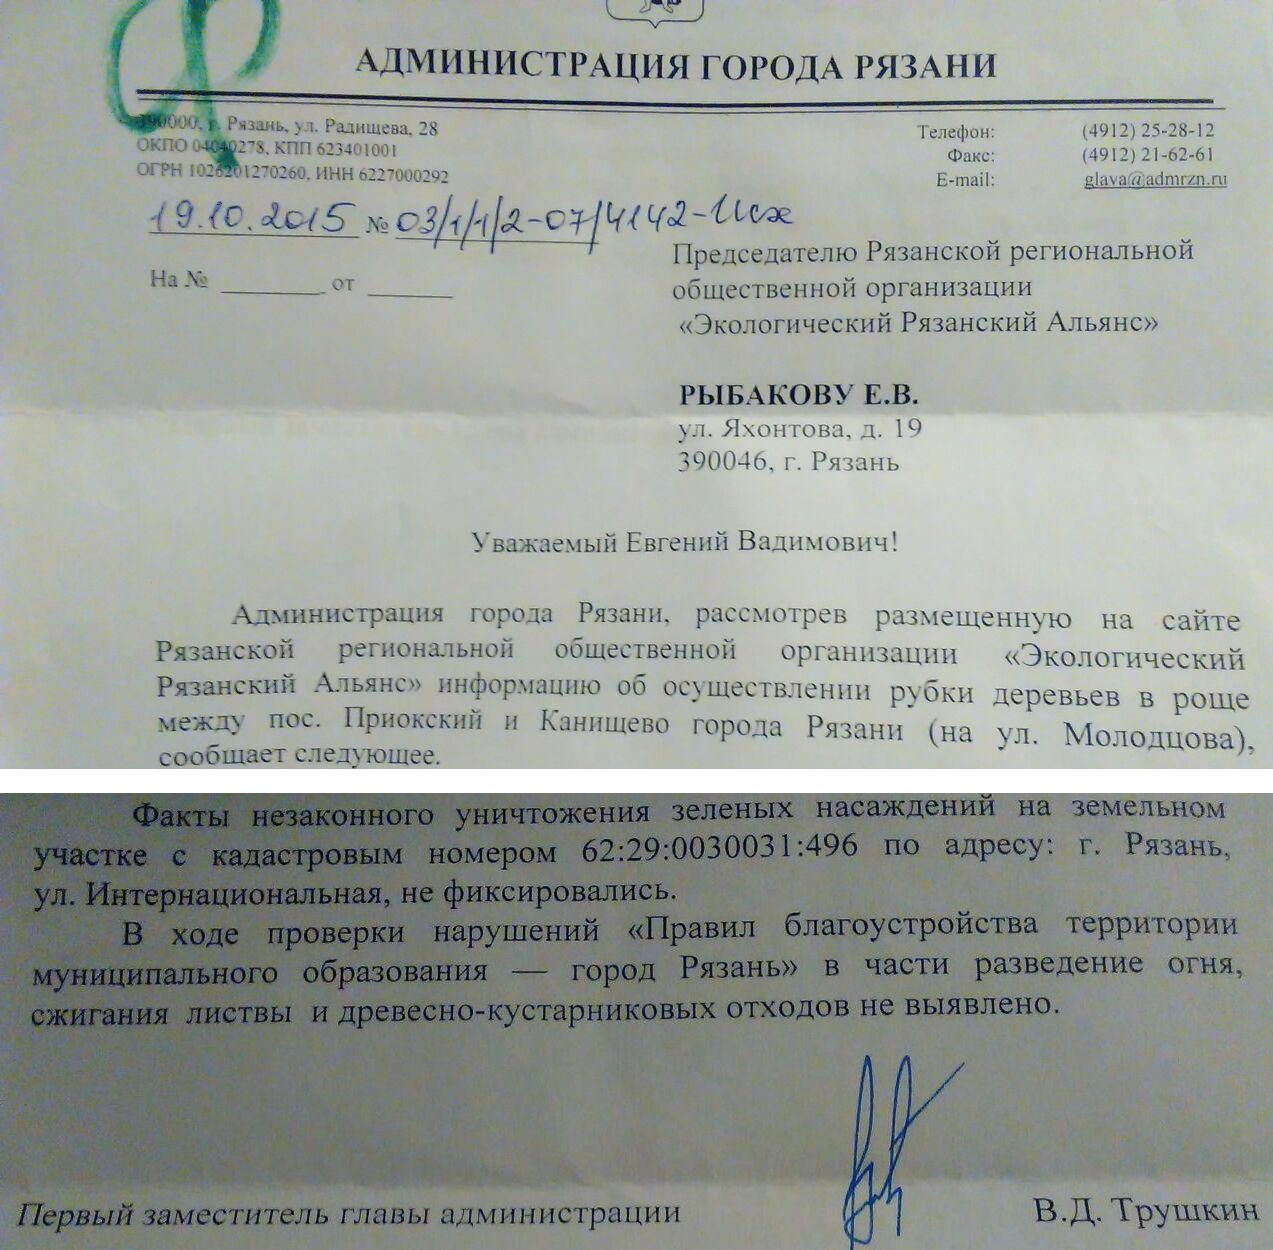 АДМИНИСТРАЦИЯ ГОРОДА РЯЗАНИ
390000, г. Рязань, ул. Радищева, 28
ОКПО 04040278, КПП 623401001
ОГРН 1026201270260, ИНН 6227000292
Телефон: (4912) 25-28-12
Факс: (4912) 21-62-61
E-mail: glava@admrzn.ru
19.10.2015 № 03/1/1/2-07/4142-Исх
На № ________ от ________
Председателю Рязанской региональной
общественной организации
«Экологический Рязанский Альянс»
РЫБАКОВУ Е.В.
ул. Яхонтова, д. 19
390046, г. Рязань
Уважаемый Евгений Вадимович!
Администрация города Рязани, рассмотрев размещенную на сайте
Рязанской региональной общественной организации «Экологический
Рязанский Альянс» информацию об осуществлении рубки деревьев в роще
между пос. Приокский и Канищево города Рязани (на ул. Молодцова),
сообщает следующее.
Факты незаконного уничтожения зеленых насаждений на земельном
участке с кадастровым номером 62:29:0030031:496 по адресу: г. Рязань,
ул. Интернациональная, не фиксировались.
В ходе проверки нарушений «Правил благоустройства территории
муниципального образования — город Рязань» в части разведение огня,
сжигания листвы и древесно-кустарниковых отходов не выявлено.
Первый заместитель главы администрации В.Д. Трушкин